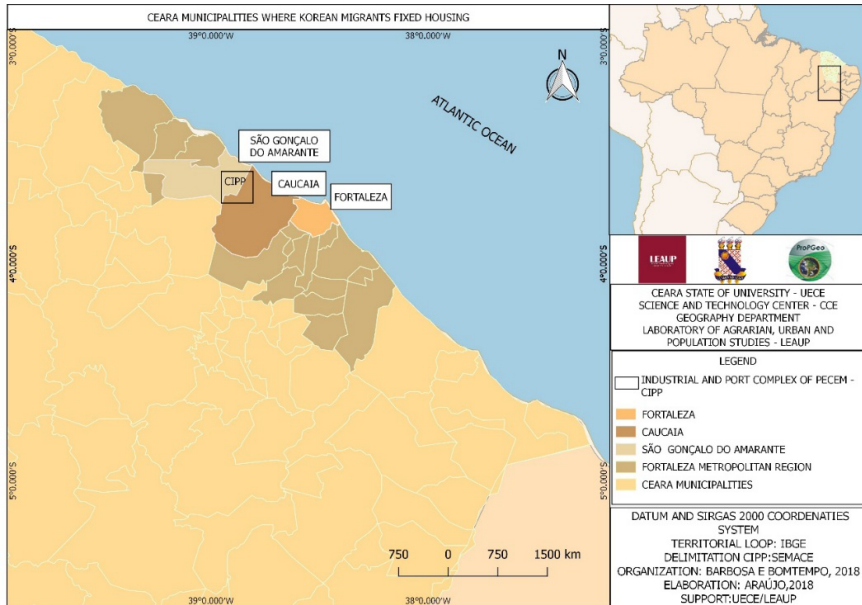 CEARA MUNICIPALITIES WHERE KOREAN MIGRANTS FIXED HOUSING
39°0.000'W
38°0.000'W
3°0.000'S
3°0.000'S
N
ATLANTIC OCEAN
SÃO GONÇALO
DO AMARANTE
CIPP
CAUCAIA
FORTALEZA
4°0.000'S
4°0.000'S
5°0.000'S
5°0.000'S
750 0 750 1500 km
39°0.000'W
38°0.000'W
LEAUP
ProPGeo
CEARA STATE OF UNIVERSITY - UECE
SCIENCE AND TECHNOLOGY CENTER - CCE
GEOGRAPHY DEPARTMENT
LABORATORY OF AGRARIAN, URBAN AND
POPULATION STUDIES - LEAUP
LEGEND
INDUSTRIAL AND PORT COMPLEX OF PECEM -
CIPP
FORTALEZA
CAUCAIA
SÃO GONÇALO DO AMARANTE
FORTALEZA METROPOLITAN REGION
CEARA MUNICIPALITIES
DATUM AND SIRGAS 2000 COORDENATIES
SYSTEM
TERRITORIAL LOOP: IBGE
DELIMITATION CIPP:SEMACE
ORGANIZATION: BARBOSA E BOMTEMPO, 2018
ELABORATION: ARAÚJO,2018
SUPPORT:UECE/LEAUP